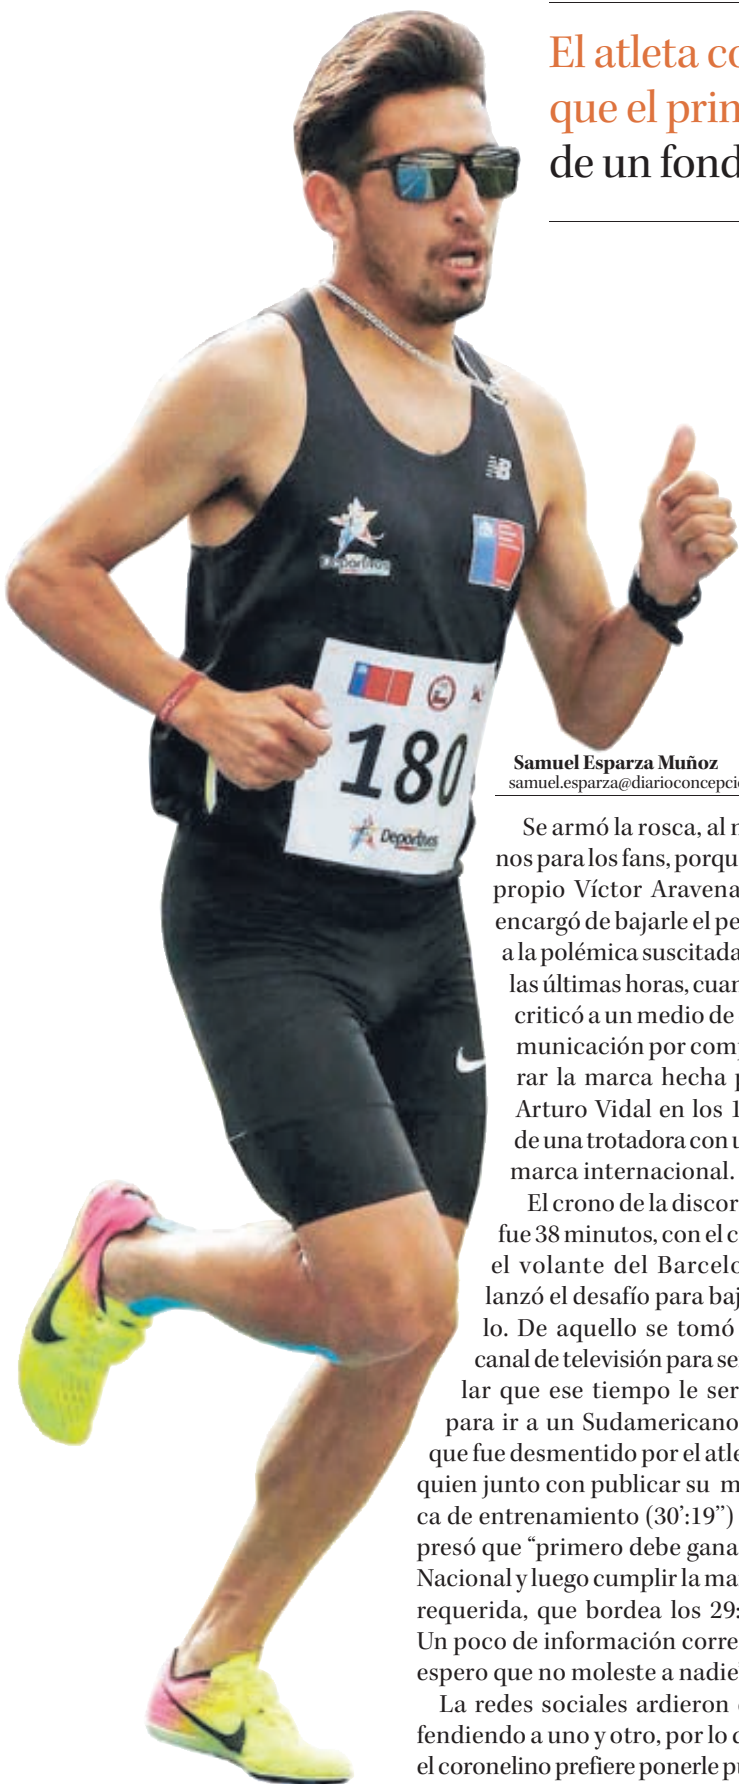 El atleta co
que el prin
de un fond
NB
Deportivos
180
Deportivos
Samuel Esparza Muñoz
samuel.esparza@diarioconcepci
Se armó la rosca, al m
nos para los fans, porqu
propio Víctor Aravena
encargó de bajarle el pe
a la polémica suscitada
las últimas horas, cuan
criticó a un medio de
municación por comp
rar la marca hecha p
Arturo Vidal en los 1
de una trotadora con u
marca internacional.
El crono de la discor
fue 38 minutos, con el c
el volante del Barcelo
lanzó el desafío para baj
lo. De aquello se tomó
canal de televisión para se
lar que ese tiempo le ser
para ir a un Sudamericano
que fue desmentido por el atle
quien junto con publicar su m
ca de entrenamiento (30’:19”)
presó que “primero debe gana
Nacional y luego cumplir la ma
requerida, que bordea los 29:
Un poco de información corre
espero que no moleste a nadie
La redes sociales ardieron
fendiendo a uno y otro, por lo
el coronelino prefiere ponerle pu